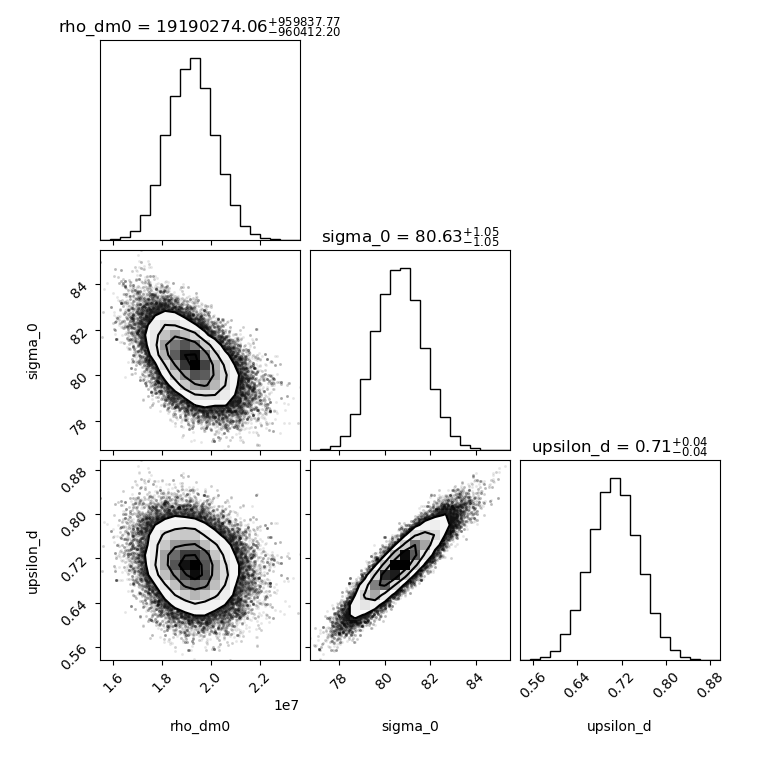 rho_dm0 = 19190274.06+959837.77−960412.20
sigma_0 = 80.63+1.05−1.05
84
82
80
78
sigma_0
upsilon_d = 0.71+0.04−0.04
0.88
0.80
0.72
0.64
0.56
upsilon_d
1.6 1.8 2.0 2.2
1e7
78 80 82 84
0.56 0.64 0.72 0.80 0.88
rho_dm0 sigma_0 upsilon_d